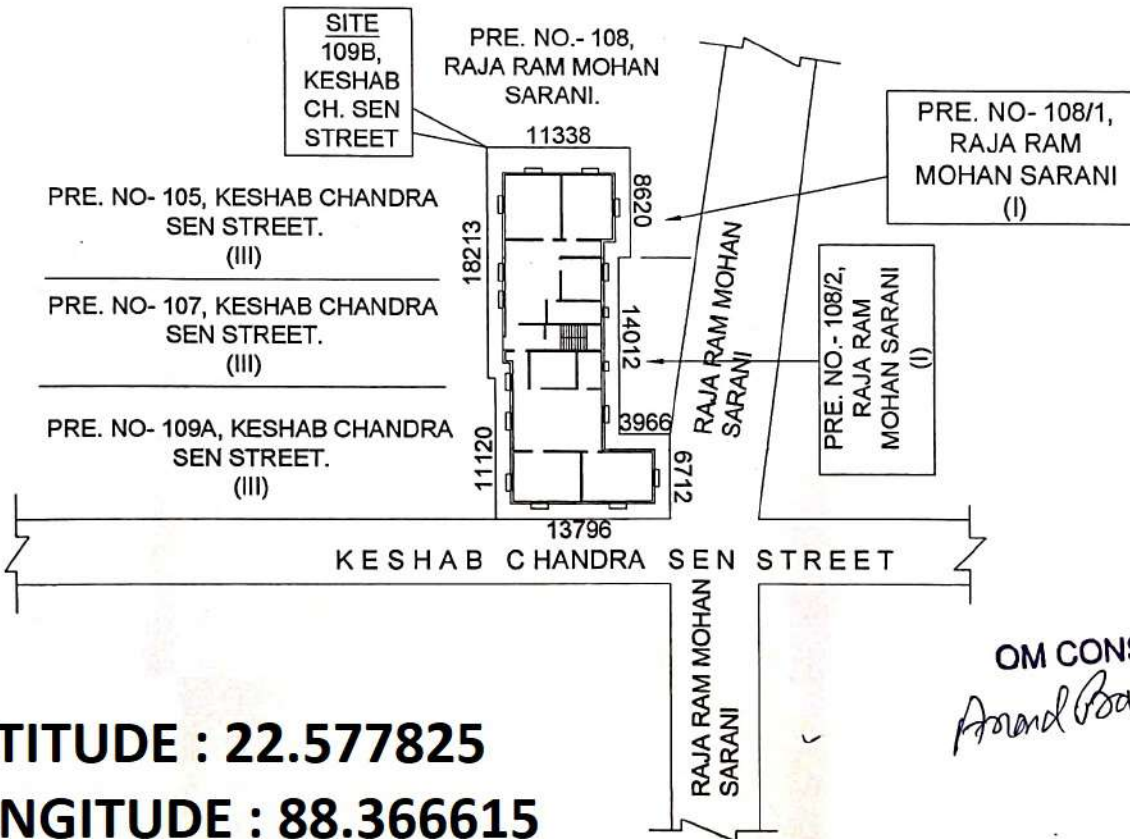 SITE
109B,
KESHAB
CH. SEN
STREET
PRE. NO.- 108,
RAJA RAM MOHAN
SARANI.
11338
PRE. NO- 108/1,
RAJA RAM
MOHAN SARANI
(I)
8620
PRE. NO- 105, KESHAB CHANDRA
SEN STREET.
(III)
18213
PRE. NO- 107, KESHAB CHANDRA
SEN STREET.
(III)
14012
RAJA RAM MOHAN
SARANI
PRE. NO.- 108/2,
RAJA RAM
MOHAN SARANI
(I)
3966
PRE. NO- 109A, KESHAB CHANDRA
SEN STREET.
(III)
11120
6712
13796
KESHAB CHANDRA SEN STREET
RAJA RAM MOHAN
SARANI
OM CONS
Anand
TITUDE : 22.577825
NGITUDE : 88.366615